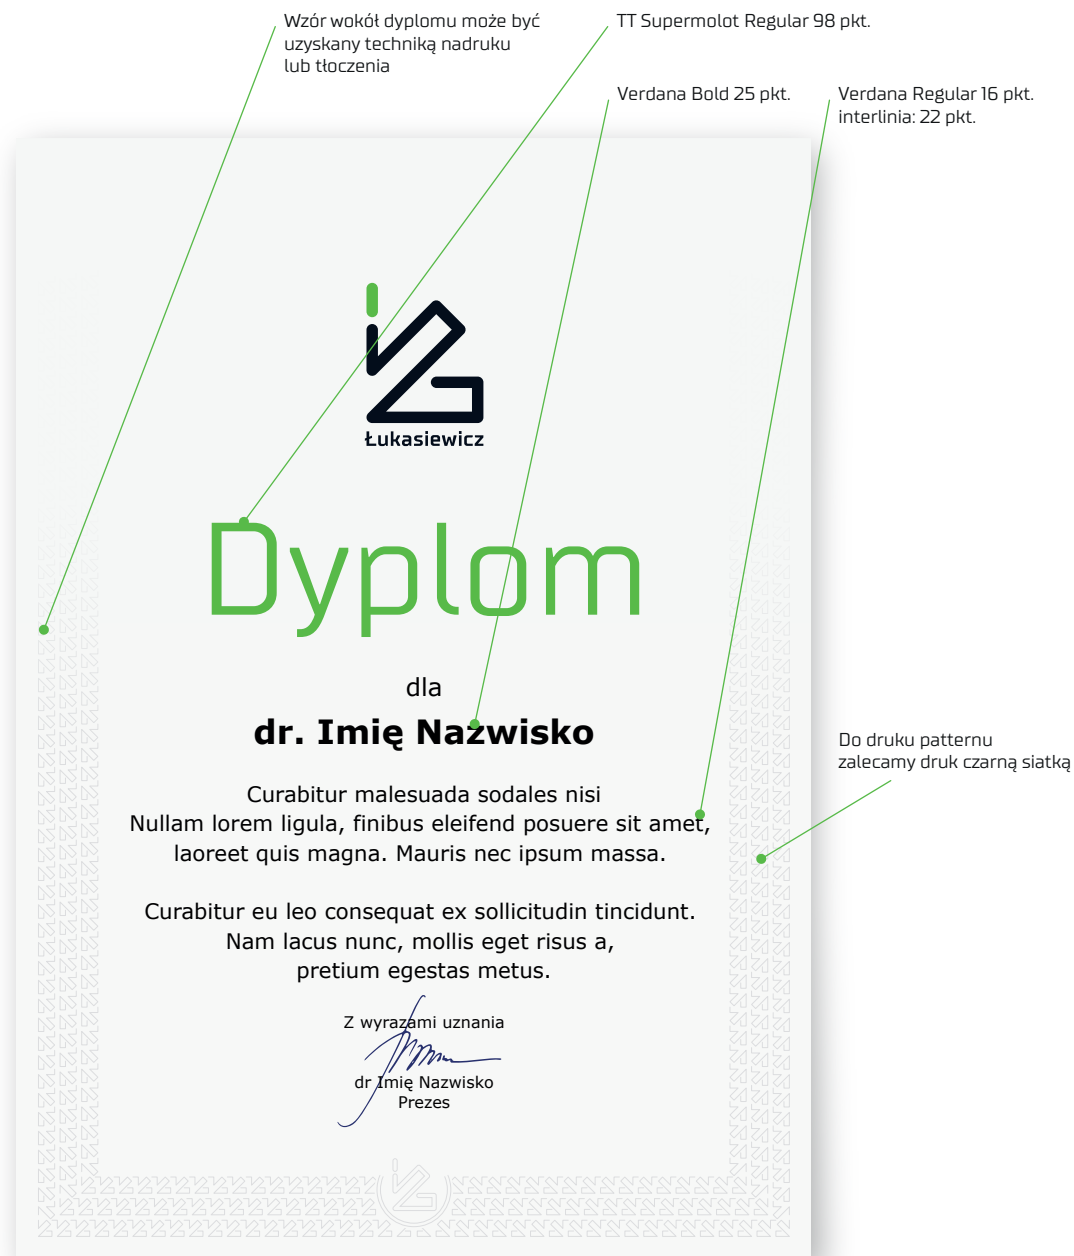 Wzór wokół dyplomu może być
uzyskany techniką nadruku
lub tłoczenia
TT Supermolot Regular 98 pkt.
Verdana Bold 25 pkt.
Verdana Regular 16 pkt.
interlinia: 22 pkt.
Łukasiewicz
Dyplom
dla
dr. Imię Nazwisko
Curabitur malesuada sodales nisi
Nullam lorem ligula, finibus eleifend posuere sit amet,
laoreet quis magna. Mauris nec ipsum massa.
Curabitur eu leo consequat ex sollicitudin tincidunt.
Nam lacus nunc, mollis eget risus a,
pretium egestas metus.
Z wyrazami uznania
dr Imię Nazwisko
Prezes
Do druku patternu
zalecamy druk czarną siatką